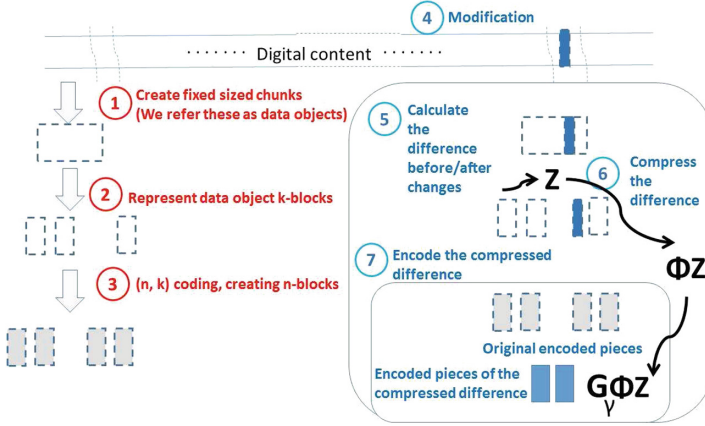 4 Modification
Digital content
1 Create fixed sized chunks
(We refer these as data objects)
2 Represent data object k-blocks
3 (n, k) coding, creating n-blocks
5 Calculate
the
difference
before/after
changes
Z
6 Compress
the
difference
ΦZ
7 Encode the compressed
difference
Original encoded pieces
Encoded pieces of the
compressed difference
GΦZ
γ